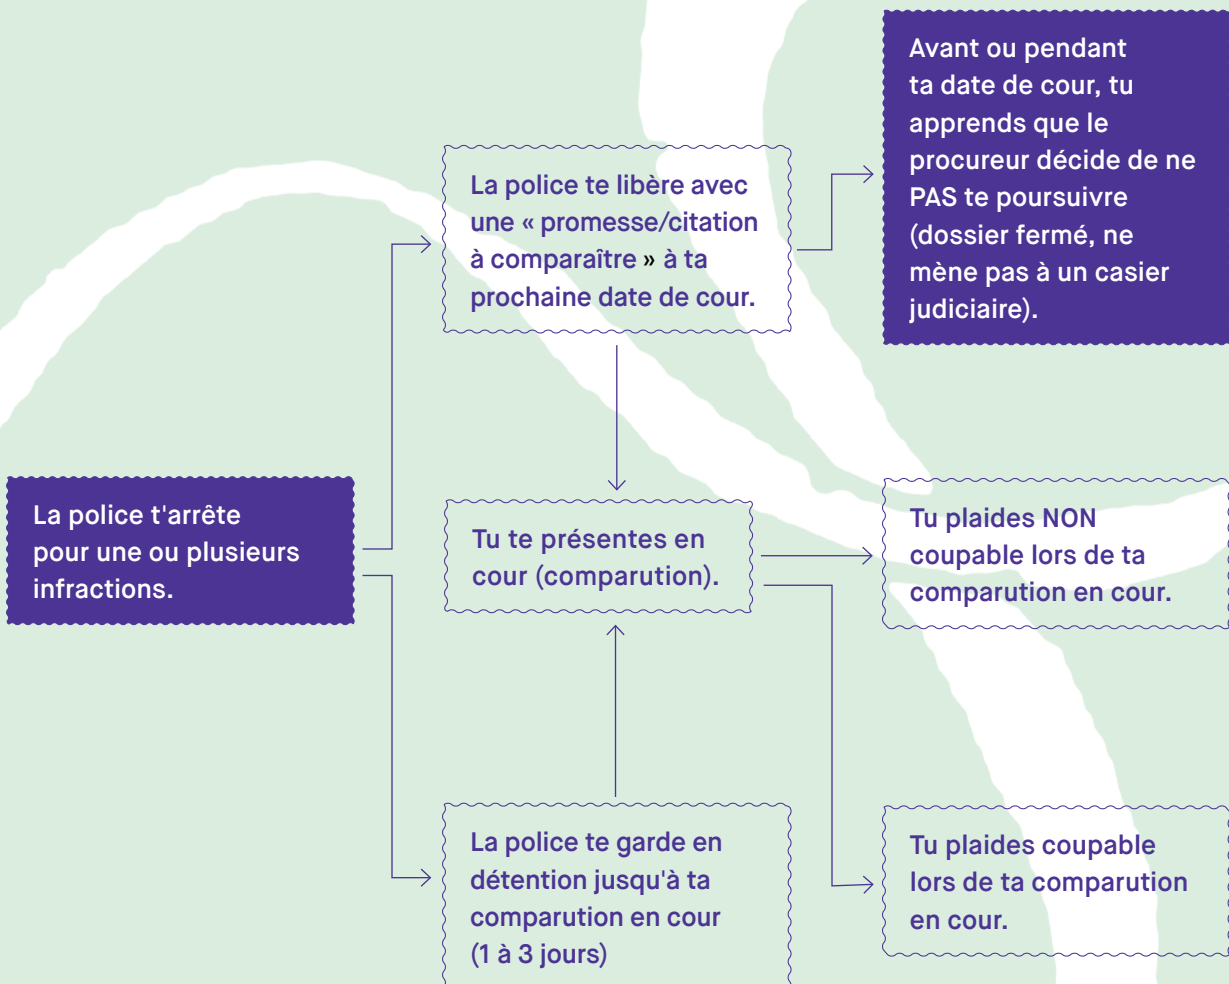 Avant ou pendant
ta date de cour, tu
apprends que le
procureur décide de ne
PAS te poursuivre
(dossier fermé, ne
mène pas à un casier
judiciaire).
La police te libère avec
une « promesse/citation
à comparaître » à ta
prochaine date de cour.
La police t'arrête
pour une ou plusieurs
infractions.
Tu te présentes en
cour (comparution).
Tu plaides NON
coupable lors de ta
comparution en cour.
La police te garde en
détention jusqu'à ta
comparution en cour
(1 à 3 jours)
Tu plaides coupable
lors de ta comparution
en cour.